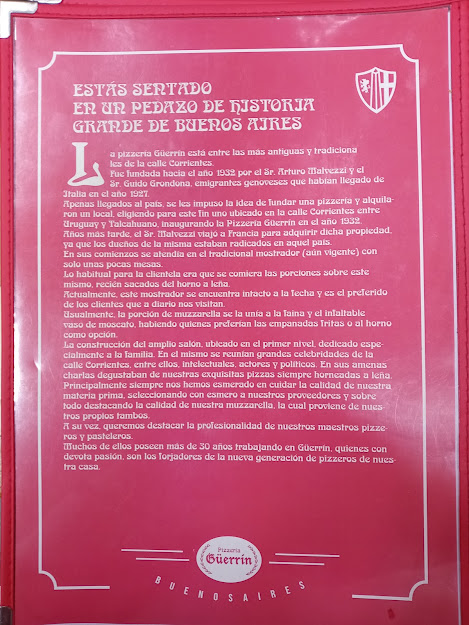 ESTÁS SENTADO
EN UN PEDAZO DE HISTORIA
GRANDE DE BUENOS AIRES
La pizzería Güerrín está entre las más antiguas y tradiciona
les de la calle Corrientes.
Fue fundada hacia el año 1932 por el Sr. Arturo Malvezzi y el
Sr. Guido Grondona, emigrantes genoveses que habían llegado de
Italia en el año 1927.
Apenas llegados al país, se les impuso la idea de fundar una pizzería y alquila-
ron un local, eligiendo para este fin uno ubicado en la calle Corrientes entre
Uruguay y Talcahuano, inaugurando la Pizzería Güerrín en el año 1932.
Años más tarde, el Sr. Malvezzi viajó a Francia para adquirir dicha propiedad,
ya que los dueños de la misma estaban radicados en aquel país.
En sus comienzos se atendía en el tradicional mostrador (aún vigente) con
solo unas pocas mesas.
Lo habitual para la clientela era que se comiera las porciones sobre este
mismo, recién sacados del horno a leña.
Actualmente, este mostrador se encuentra intacto a la fecha y es el preferido
de los clientes que a diario nos visitan.
Usualmente, la porción de muzzarella se la unía a la faina y el infaltable
vaso de moscato, habiendo quienes preferían las empanadas fritas o al horno
como opción.
La construcción del amplio salón, ubicado en el primer nivel, dedicado espe-
cialmente a la familia. En el mismo se reunían grandes celebridades de la
calle Corrientes, entre ellos, intelectuales, actores y políticos. En sus amenas
charlas degustaban de nuestras exquisitas pizzas siempre horneadas a leña.
Principalmente siempre nos hemos esmerado en cuidar la calidad de nuestra
materia prima, seleccionando con esmero a nuestros proveedores y sobre
todo destacando la calidad de nuestra muzzarella, la cual proviene de nues-
tros propios tambos.
A su vez, queremos destacar la profesionalidad de nuestros maestros pizze-
ros y pasteleros.
Muchos de ellos poseen más de 30 años trabajando en Güerrín, quienes con
devota pasión, son los forjadores de la nueva generación de pizzeros de nues-
tra casa.
Pizzería
Güerrín
BUENOS AIRES